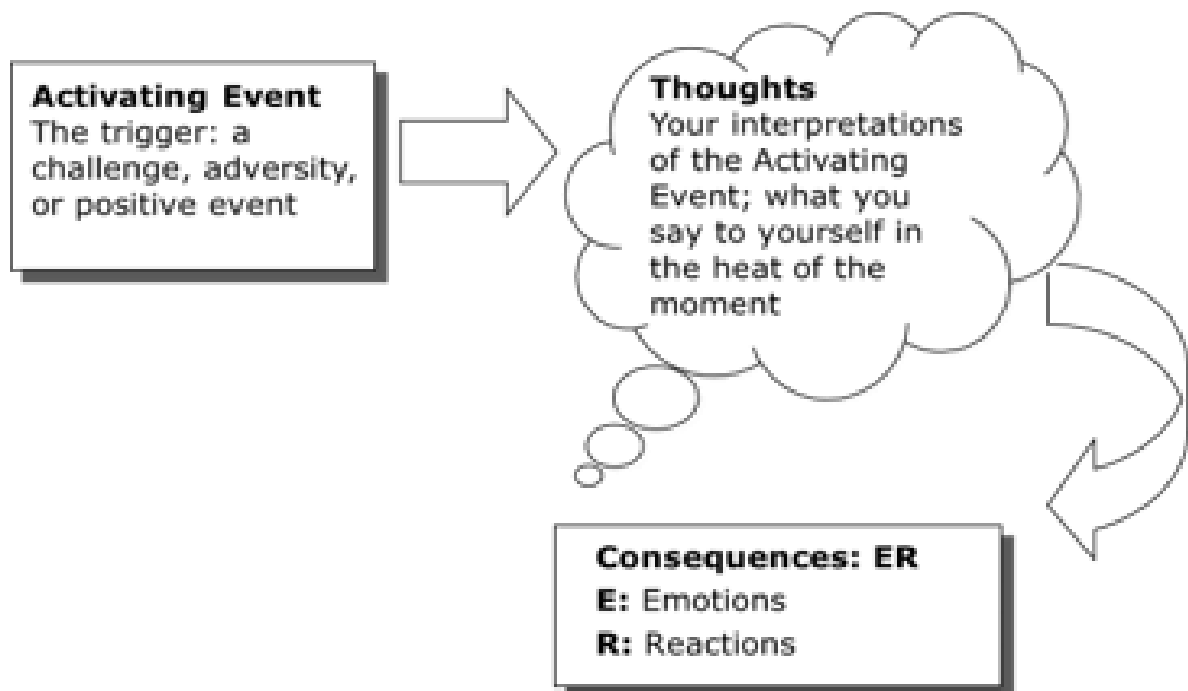 Activating Event
The trigger: a
challenge, adversity,
or positive event
Thoughts
Your interpretations
of the Activating
Event; what you
say to yourself in
the heat of the
moment
Consequences: ER
E: Emotions
R: Reactions